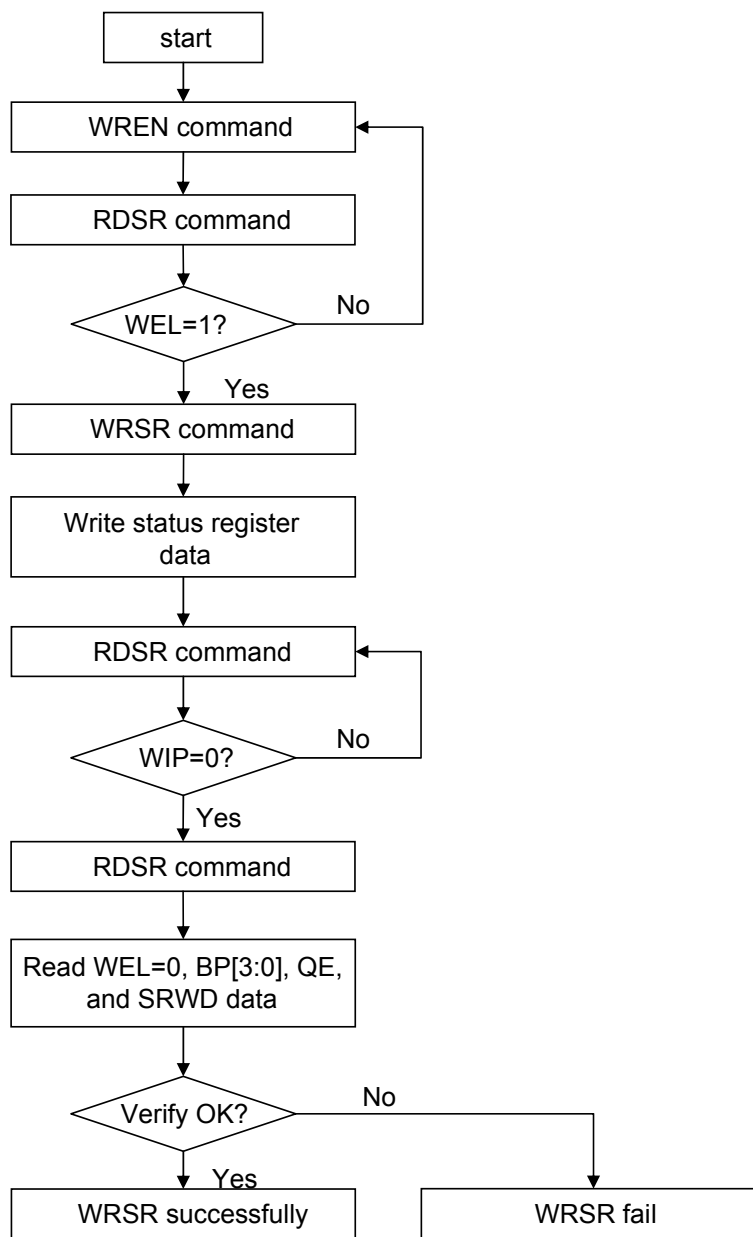 start
WREN command
RDSR command
WEL=1?
No
Yes
WRSR command
Write status register
data
RDSR command
WIP=0?
No
Yes
RDSR command
Read WEL=0, BP[3:0], QE,
and SRWD data
Verify OK?
No
Yes
WRSR successfully
WRSR fail